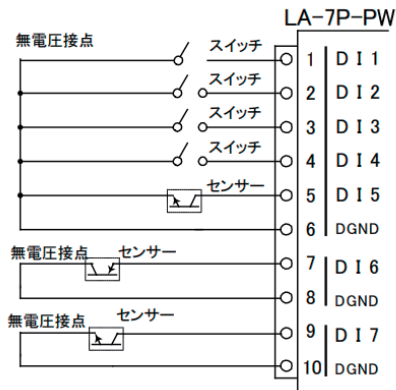 LA-7P-PW
無電圧接点
スイッチ 1 DI1
スイッチ 2 DI2
スイッチ 3 DI3
スイッチ 4 DI4
センサー 5 DI5
6 DGND
無電圧接点 センサー 7 DI6
8 DGND
無電圧接点 センサー 9 DI7
10 DGND